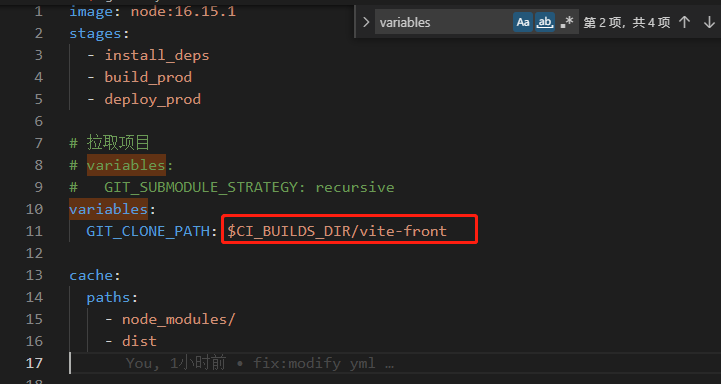 variables
Aa
ab
.*
第 2 项，共 4 项
1 image: node:16.15.1
2 stages:
3 - install_deps
4 - build_prod
5 - deploy_prod
6
7 # 拉取项目
8 # variables:
9 # GIT_SUBMODULE_STRATEGY: recursive
10 variables:
11 GIT_CLONE_PATH: $CI_BUILDS_DIR/vite-front
12
13 cache:
14 paths:
15 - node_modules/
16 - dist
17 You, 1小时前 • fix:modify yml …
18